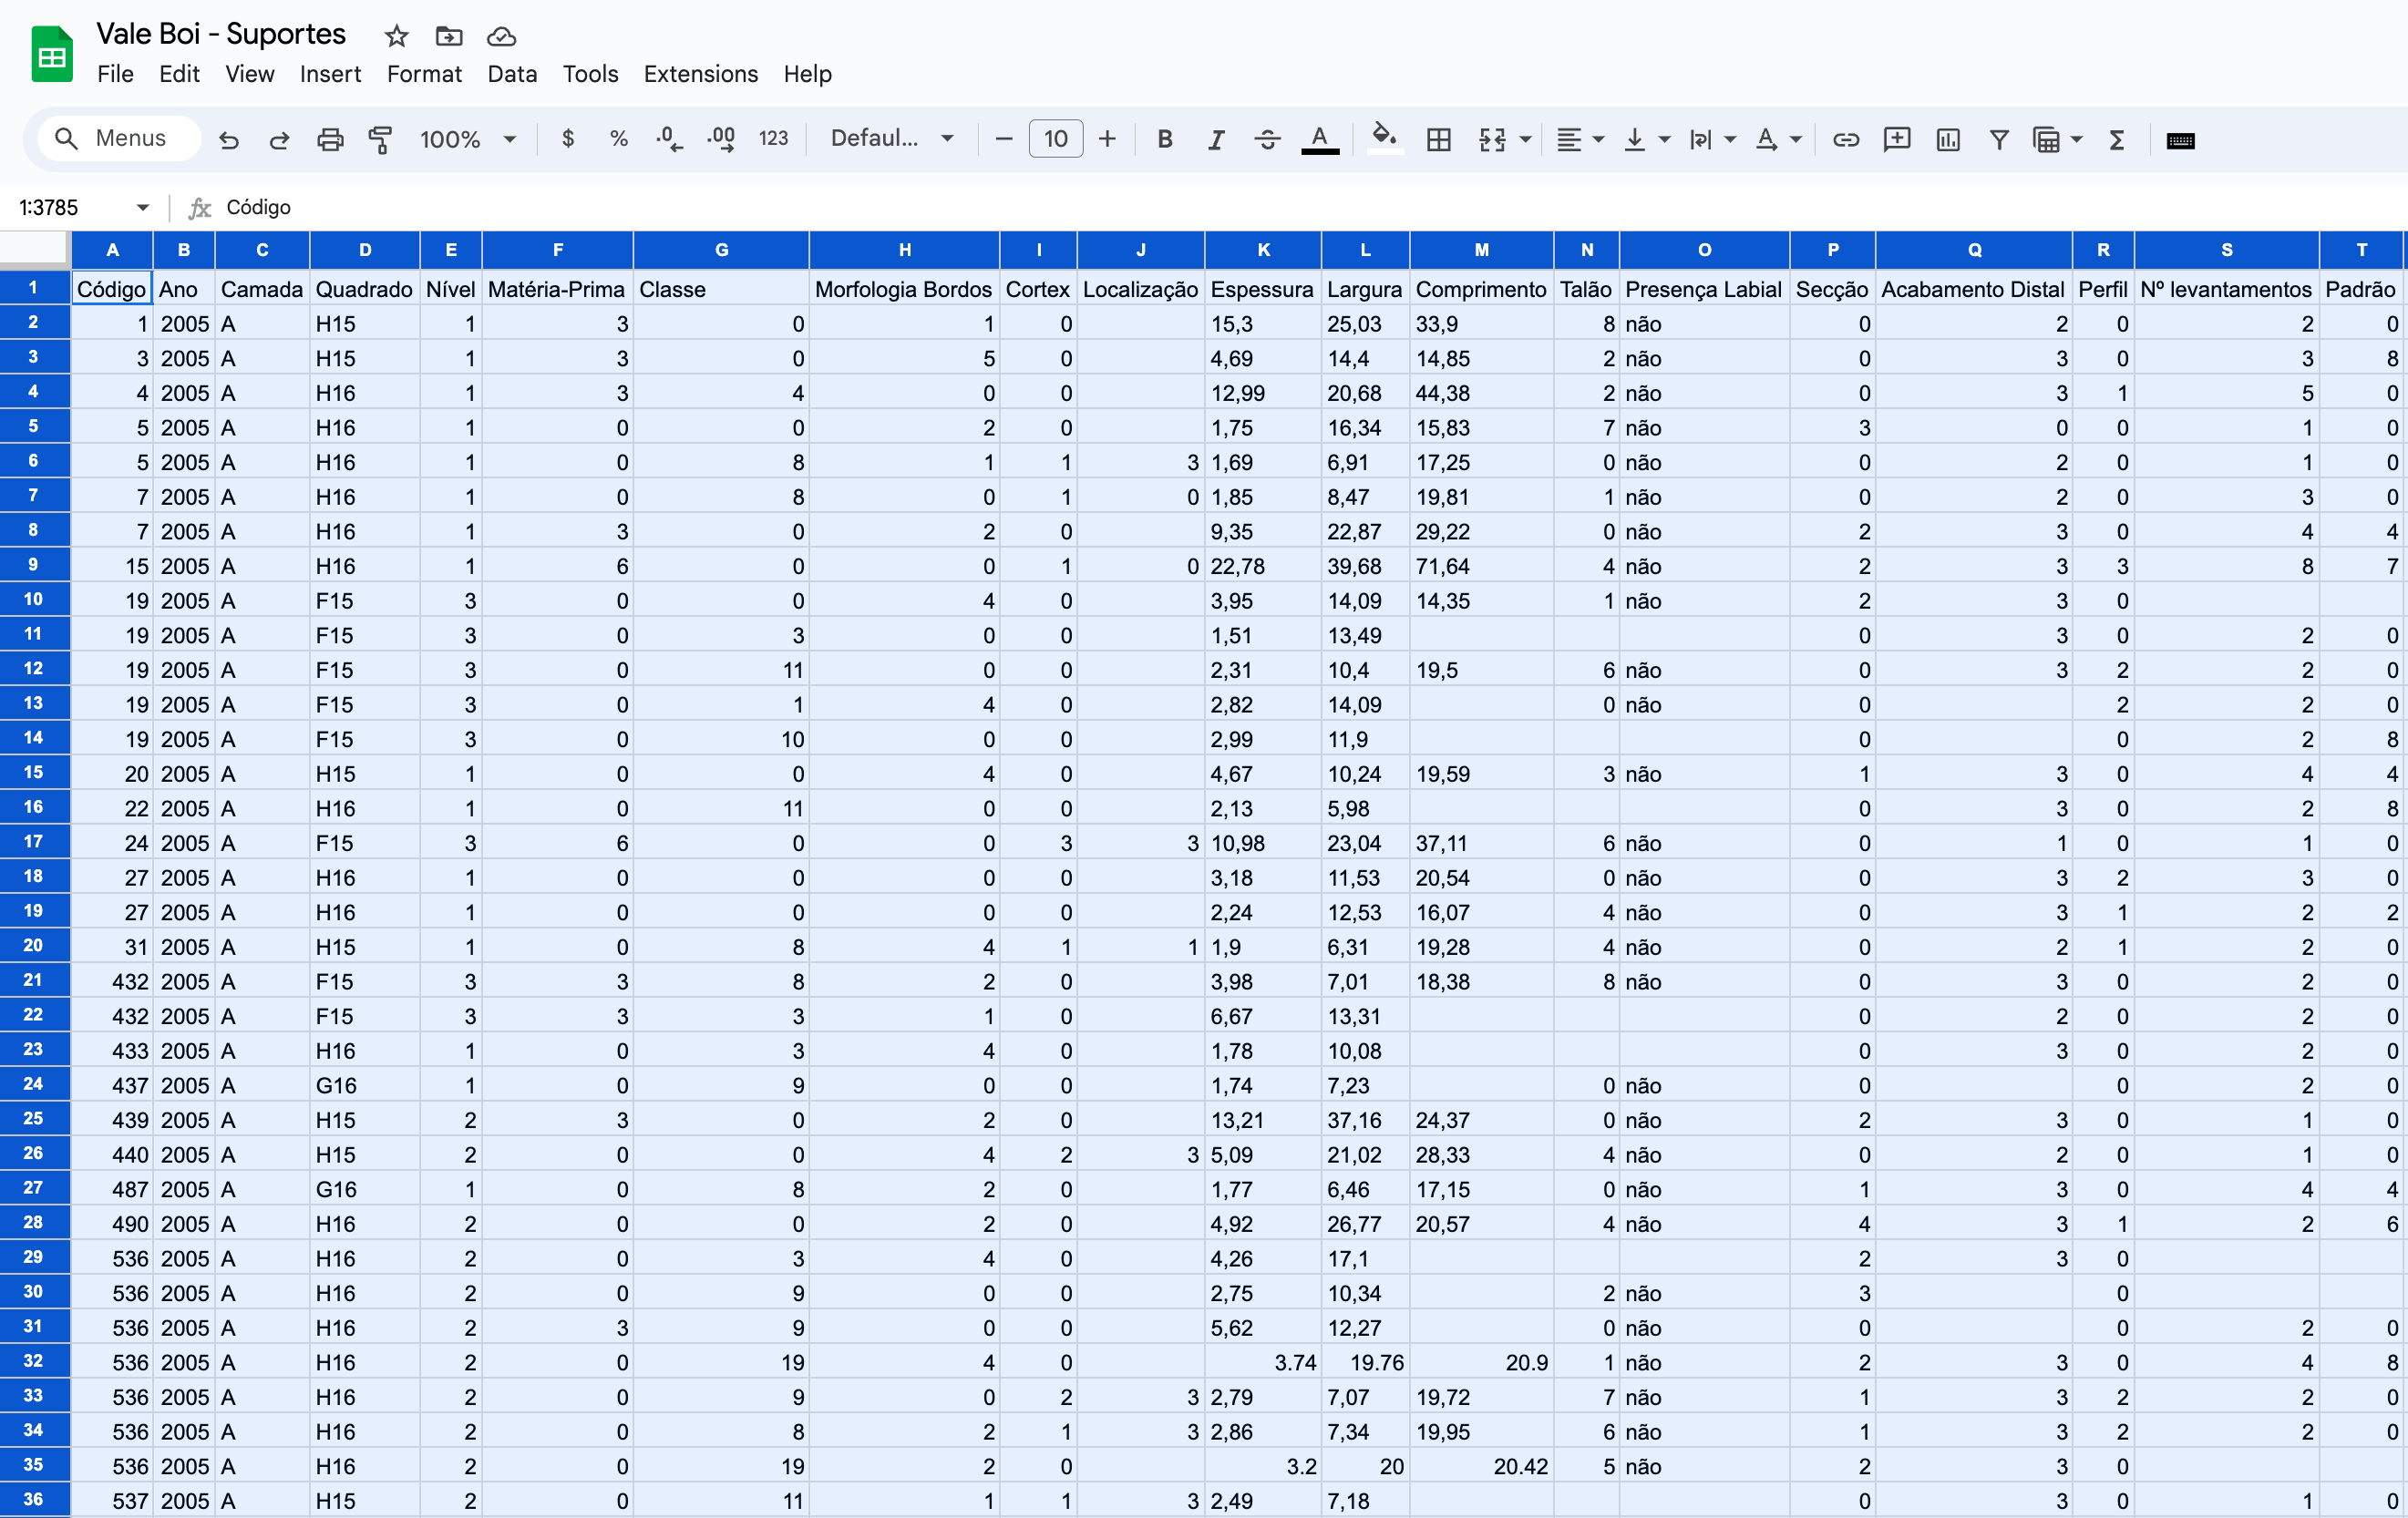 Vale Boi - Suportes
File Edit View Insert Format Data Tools Extensions Help
Menus 100% $ % .0 .00 123 Defaul... − 10 + B I S A
1:3785 fx Código
A B C D E F G H I J K L M N O P Q R S T
1 Código Ano Camada Quadrado Nível Matéria-Prima Classe Morfologia Bordos Cortex Localização Espessura Largura Comprimento Talão Presença Labial Secção Acabamento Distal Perfil Nº levantamentos Padrão
2 1 2005 A H15 1 3 0 1 0 15,3 25,03 33,9 8 não 0 2 0 2 0
3 3 2005 A H15 1 3 0 5 0 4,69 14,4 14,85 2 não 0 3 0 3 8
4 4 2005 A H16 1 3 4 0 0 12,99 20,68 44,38 2 não 0 3 1 5 0
5 5 2005 A H16 1 0 0 2 0 1,75 16,34 15,83 7 não 3 0 0 1 0
6 5 2005 A H16 1 0 8 1 1 3 1,69 6,91 17,25 0 não 0 2 0 1 0
7 7 2005 A H16 1 0 8 0 1 0 1,85 8,47 19,81 1 não 0 2 0 3 0
8 7 2005 A H16 1 3 0 2 0 9,35 22,87 29,22 0 não 2 3 0 4 4
9 15 2005 A H16 1 6 0 0 1 0 22,78 39,68 71,64 4 não 2 3 3 8 7
10 19 2005 A F15 3 0 0 4 0 3,95 14,09 14,35 1 não 2 3 0
11 19 2005 A F15 3 0 3 0 0 1,51 13,49 0 3 0 2 0
12 19 2005 A F15 3 0 11 0 0 2,31 10,4 19,5 6 não 0 3 2 2 0
13 19 2005 A F15 3 0 1 4 0 2,82 14,09 0 não 0 2 2 0
14 19 2005 A F15 3 0 10 0 0 2,99 11,9 0 0 2 8
15 20 2005 A H15 1 0 0 4 0 4,67 10,24 19,59 3 não 1 3 0 4 4
16 22 2005 A H16 1 0 11 0 0 2,13 5,98 0 3 0 2 8
17 24 2005 A F15 3 6 0 0 3 3 10,98 23,04 37,11 6 não 0 1 0 1 0
18 27 2005 A H16 1 0 0 0 0 3,18 11,53 20,54 0 não 0 3 2 3 0
19 27 2005 A H16 1 0 0 0 0 2,24 12,53 16,07 4 não 0 3 1 2 2
20 31 2005 A H15 1 0 8 4 1 1 1,9 6,31 19,28 4 não 0 2 1 2 0
21 432 2005 A F15 3 3 8 2 0 3,98 7,01 18,38 8 não 0 3 0 2 0
22 432 2005 A F15 3 3 3 1 0 6,67 13,31 0 2 0 2 0
23 433 2005 A H16 1 0 3 4 0 1,78 10,08 0 3 0 2 0
24 437 2005 A G16 1 0 9 0 0 1,74 7,23 0 não 0 0 2 0
25 439 2005 A H15 2 3 0 2 0 13,21 37,16 24,37 0 não 2 3 0 1 0
26 440 2005 A H15 2 0 0 4 2 3 5,09 21,02 28,33 4 não 0 2 0 1 0
27 487 2005 A G16 1 0 8 2 0 1,77 6,46 17,15 0 não 1 3 0 4 4
28 490 2005 A H16 2 0 0 2 0 4,92 26,77 20,57 4 não 4 3 1 2 6
29 536 2005 A H16 2 0 3 4 0 4,26 17,1 2 3 0
30 536 2005 A H16 2 0 9 0 0 2,75 10,34 2 não 3 0
31 536 2005 A H16 2 3 9 0 0 5,62 12,27 0 não 0 0 2 0
32 536 2005 A H16 2 0 19 4 0 3.74 19.76 20.9 1 não 2 3 0 4 8
33 536 2005 A H16 2 0 9 0 2 3 2,79 7,07 19,72 7 não 1 3 2 2 0
34 536 2005 A H16 2 0 8 2 1 3 2,86 7,34 19,95 6 não 1 3 2 2 0
35 536 2005 A H16 2 0 19 2 0 3.2 20 20.42 5 não 2 3 0
36 537 2005 A H15 2 0 11 1 1 3 2,49 7,18 0 3 0 1 0